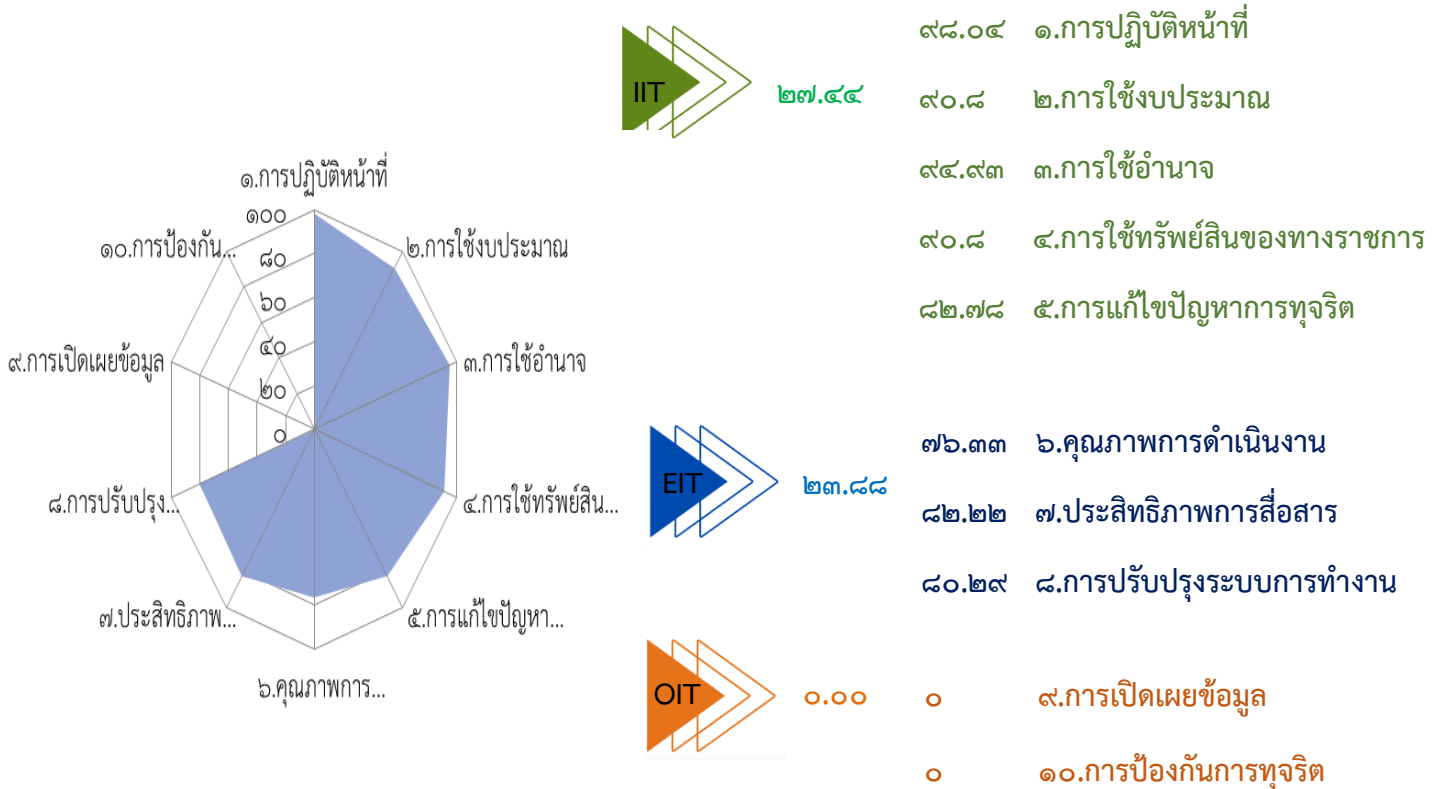 ๑.การปฏิบัติหน้าที่
๑๐๐
๘๐
๖๐
๔๐
๒๐
๐
๒.การใช้งบประมาณ
๓.การใช้อำนาจ
๔.การใช้ทรัพย์สิน...
๕.การแก้ไขปัญหา...
๖.คุณภาพการ...
๗.ประสิทธิภาพ...
๘.การปรับปรุง...
๙.การเปิดเผยข้อมูล
๑๐.การป้องกัน...
IIT
๒๗.๔๔
๙๘.๐๔ ๑.การปฏิบัติหน้าที่
๙๐.๘ ๒.การใช้งบประมาณ
๙๔.๙๓ ๓.การใช้อำนาจ
๙๐.๘ ๔.การใช้ทรัพย์สินของทางราชการ
๘๒.๗๘ ๕.การแก้ไขปัญหาการทุจริต
EIT
๒๓.๘๘
๗๖.๓๓ ๖.คุณภาพการดำเนินงาน
๘๒.๒๒ ๗.ประสิทธิภาพการสื่อสาร
๘๐.๒๙ ๘.การปรับปรุงระบบการทำงาน
OIT
๐.๐๐
๐ ๙.การเปิดเผยข้อมูล
๐ ๑๐.การป้องกันการทุจริต